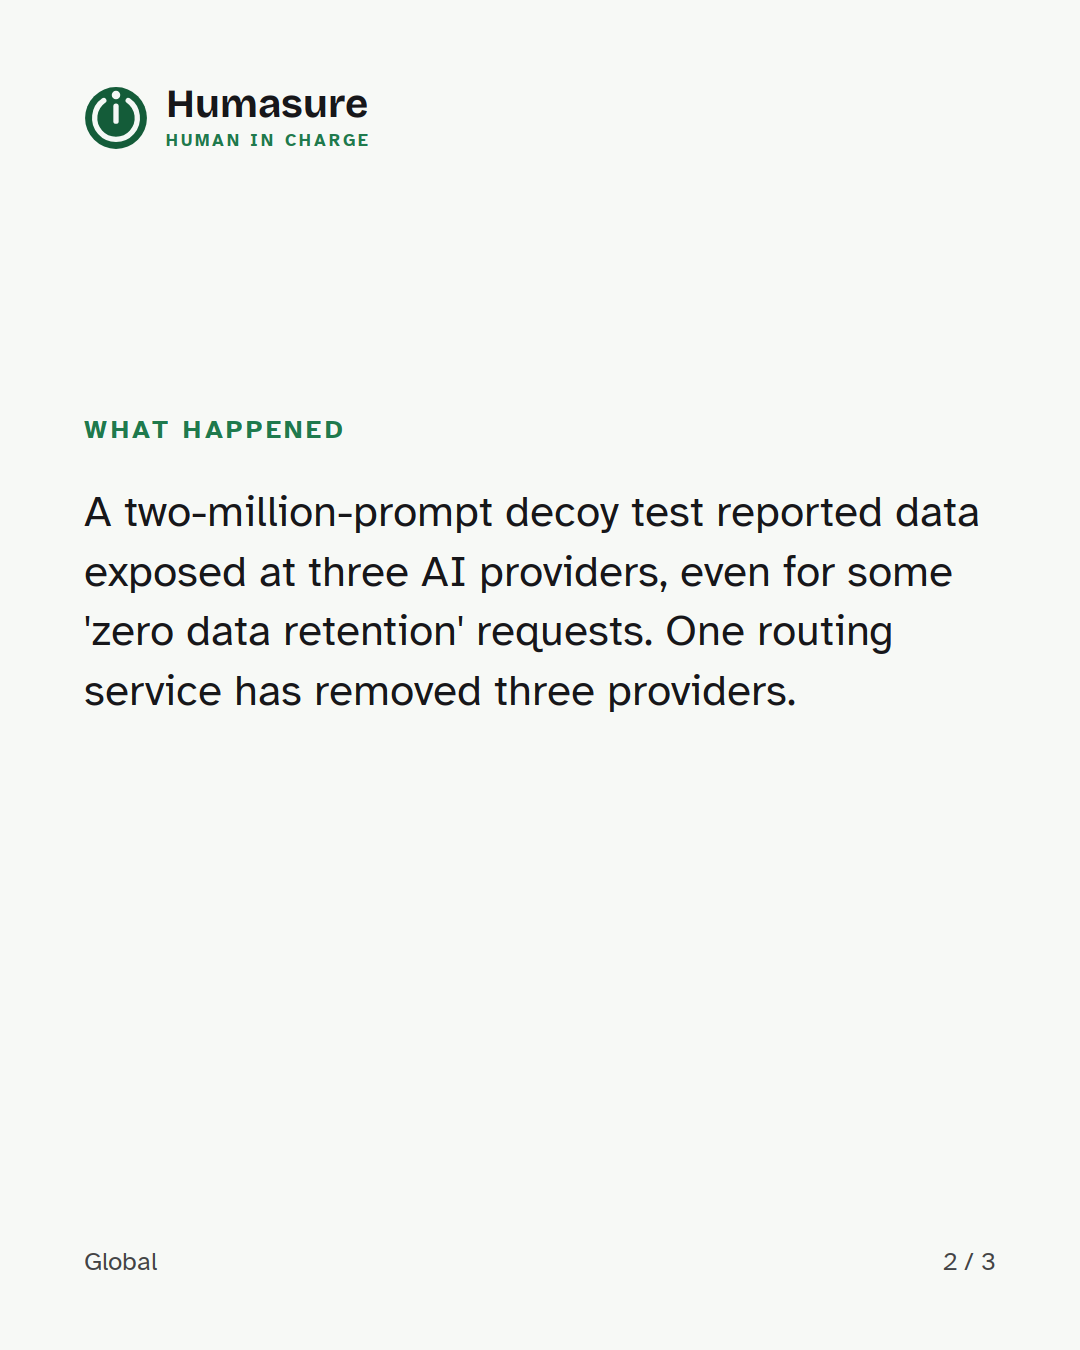 Humasure
HUMAN IN CHARGE
WHAT HAPPENED
A two-million-prompt decoy test reported data
exposed at three AI providers, even for some
'zero data retention' requests. One routing
service has removed three providers.
Global
2 / 3